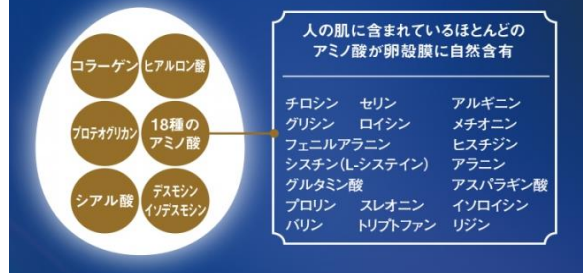 コラーゲン
ヒアルロン酸
プロテオグリカン
18種の
アミノ酸
シアル酸
デスモシン
イソデスモシン
人の肌に含まれているほとんどの
アミノ酸が卵殻膜に自然含有
チロシン セリン アルギニン
グリシン ロイシン メチオニン
フェニルアラニン ヒスチジン
シスチン(L-システイン) アラニン
グルタミン酸 アスパラギン酸
プロリン スレオニン イソロイシン
バリン トリプトファン リジン